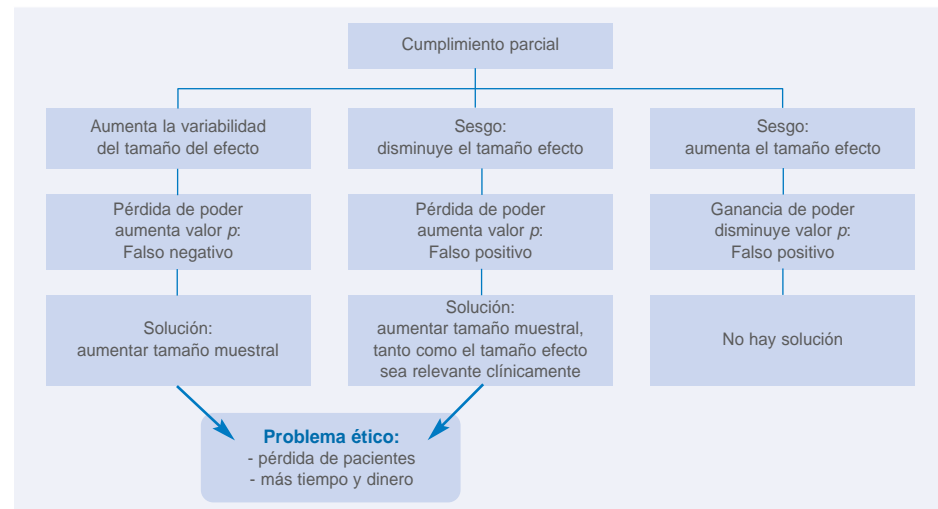 Cumplimiento parcial
Aumenta la variabilidad
del tamaño del efecto
Pérdida de poder
aumenta valor p:
Falso negativo
Solución:
aumentar tamaño muestral
Sesgo:
disminuye el tamaño efecto
Pérdida de poder
aumenta valor p:
Falso positivo
Solución:
aumentar tamaño muestral,
tanto como el tamaño efecto
sea relevante clínicamente
Sesgo:
aumenta el tamaño efecto
Ganancia de poder
disminuye valor p:
Falso positivo
No hay solución
Problema ético:
- pérdida de pacientes
- más tiempo y dinero